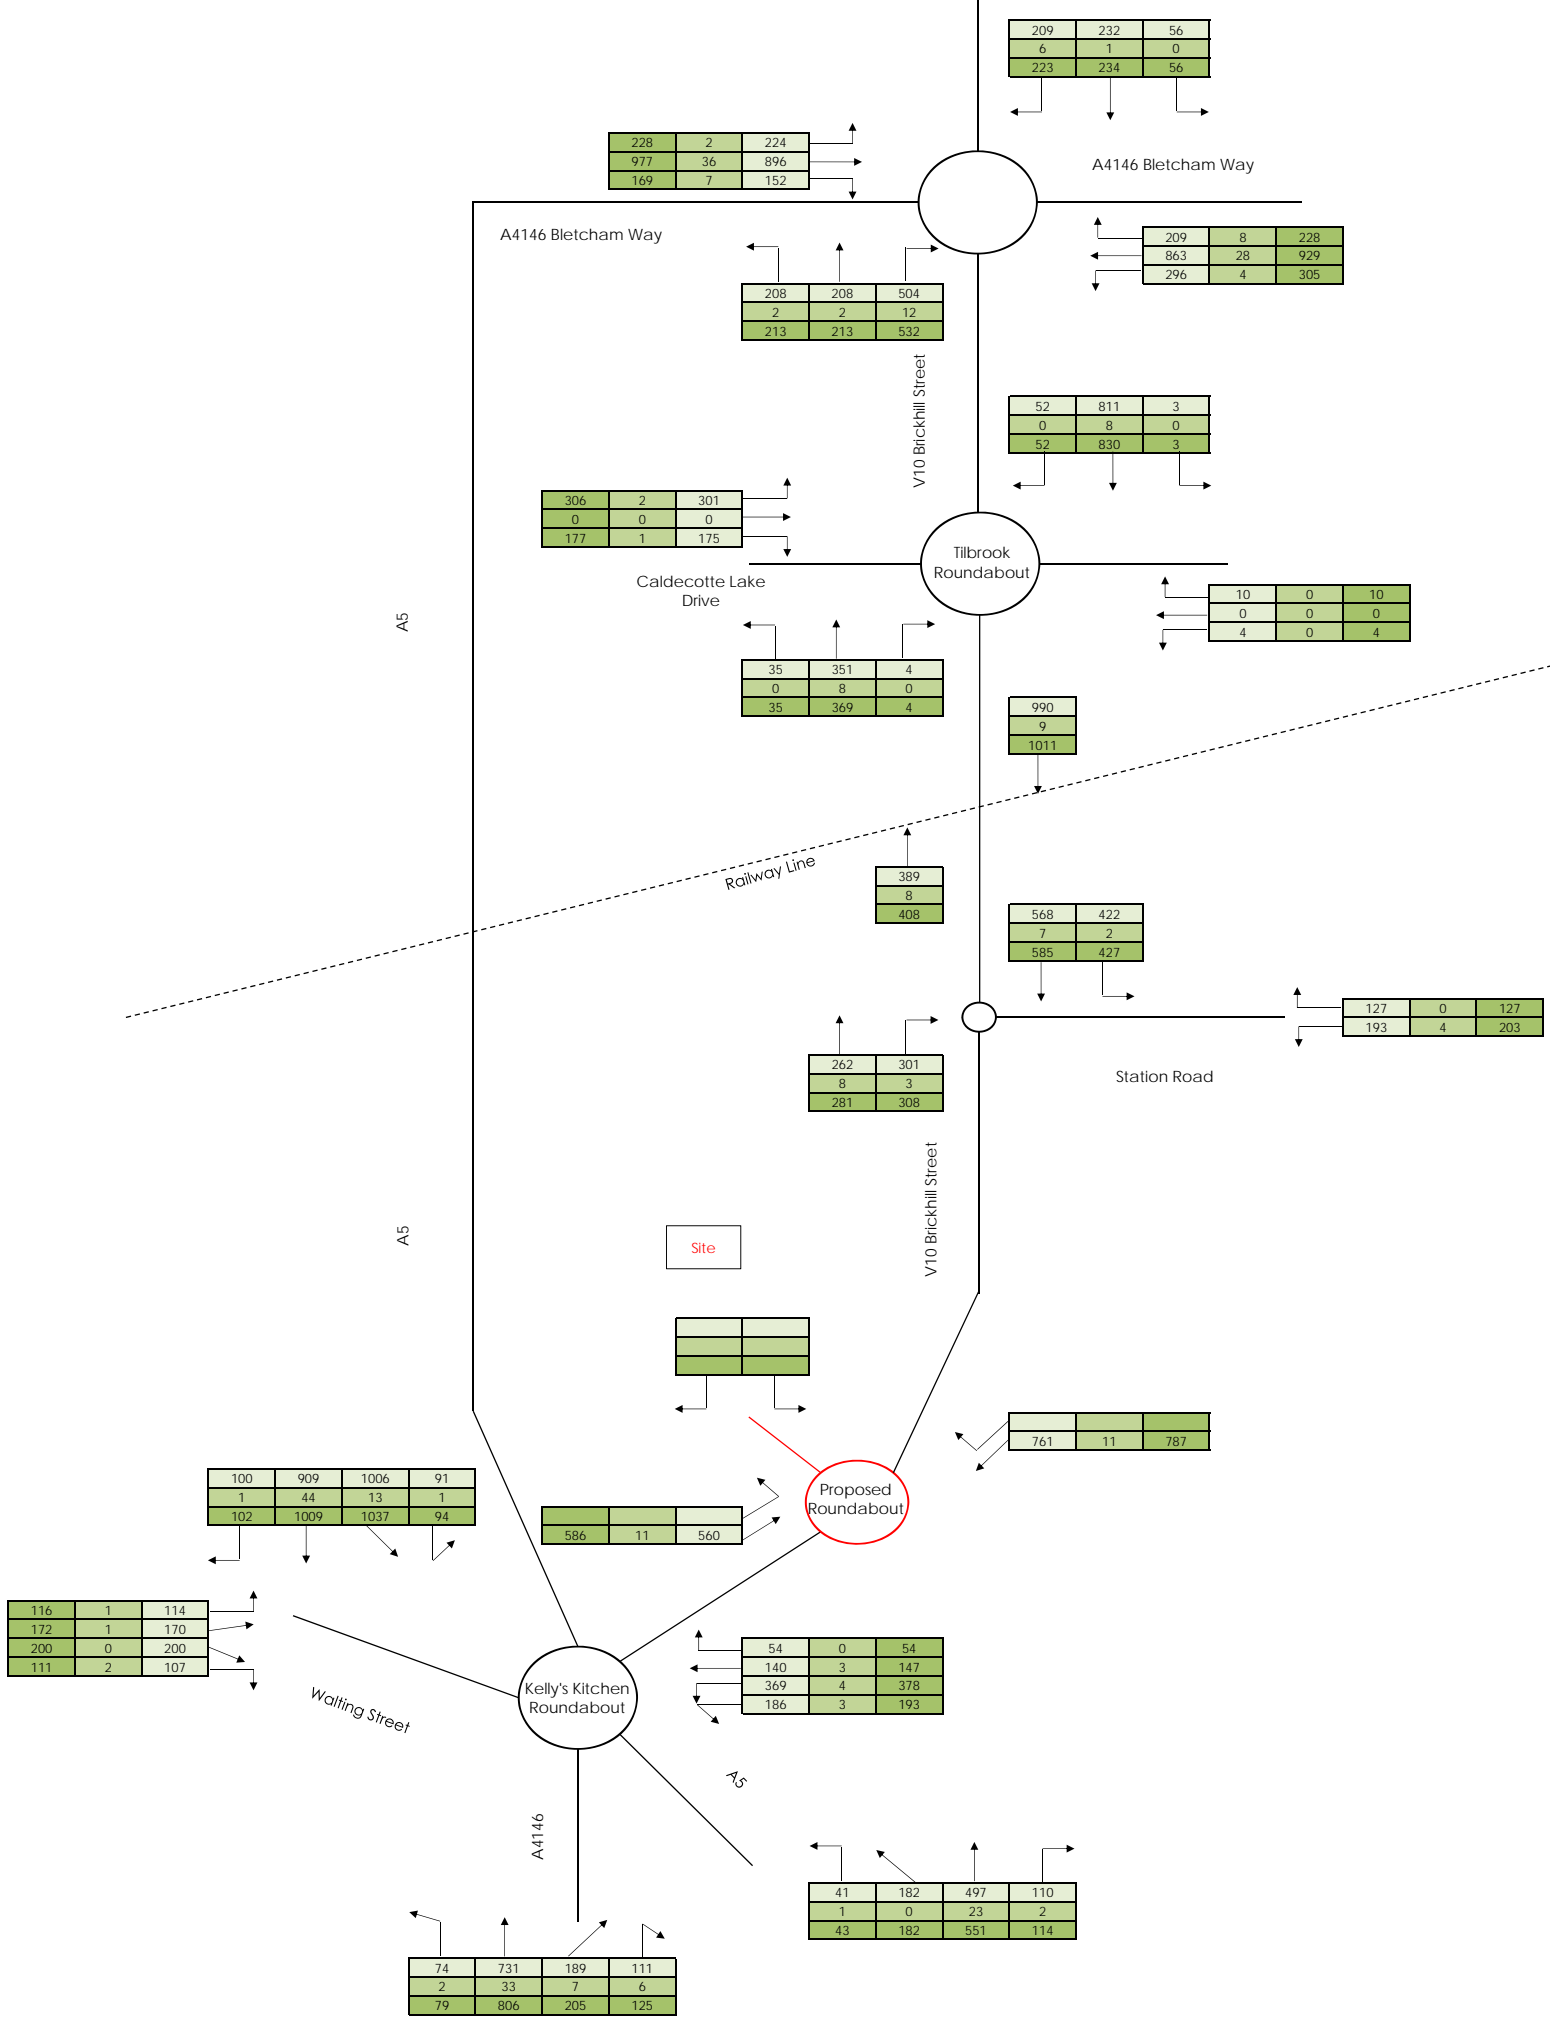 209 232 56
6 1 0
223 234 56
228 2 224
977 36 896
169 7 152
A4146 Bletcham Way
A4146 Bletcham Way
209 8 228
863 28 929
296 4 305
208 208 504
2 2 12
213 213 532
V10 Brickhill Street
52 811 3
0 8 0
52 830 3
306 2 301
0 0 0
177 1 175
Tilbrook
Roundabout
Caldecotte Lake
Drive
10 0 10
0 0 0
4 0 4
A5
35 351 4
0 8 0
35 369 4
990
9
1011
Railway Line
389
8
408
568 422
7 2
585 427
127 0 127
193 4 203
262 301
8 3
281 308
Station Road
V10 Brickhill Street
A5
Site
761 11 787
100 909 1006 91
1 44 13 1
102 1009 1037 94
Proposed
Roundabout
586 11 560
116 1 114
172 1 170
200 0 200
111 2 107
54 0 54
140 3 147
369 4 378
186 3 193
Kelly's Kitchen
Roundabout
Walting Street
A5
A4146
41 182 497 110
1 0 23 2
43 182 551 114
74 731 189 111
2 33 7 6
79 806 205 125